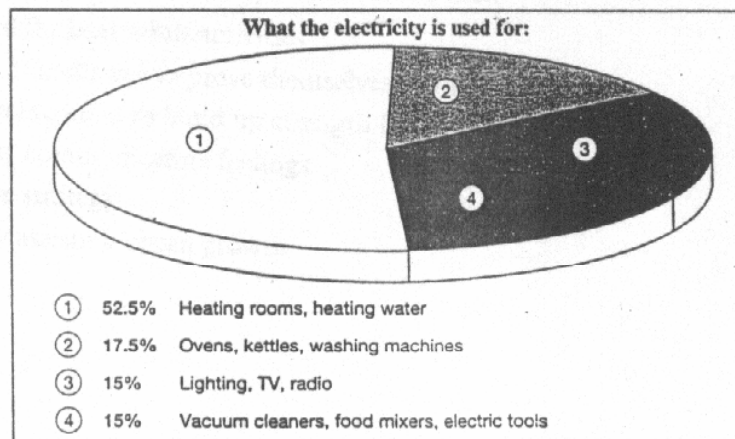 What the electricity is used for:
2
1
3
4
1 52.5% Heating rooms, heating water
2 17.5% Ovens, kettles, washing machines
3 15% Lighting, TV, radio
4 15% Vacuum cleaners, food mixers, electric tools